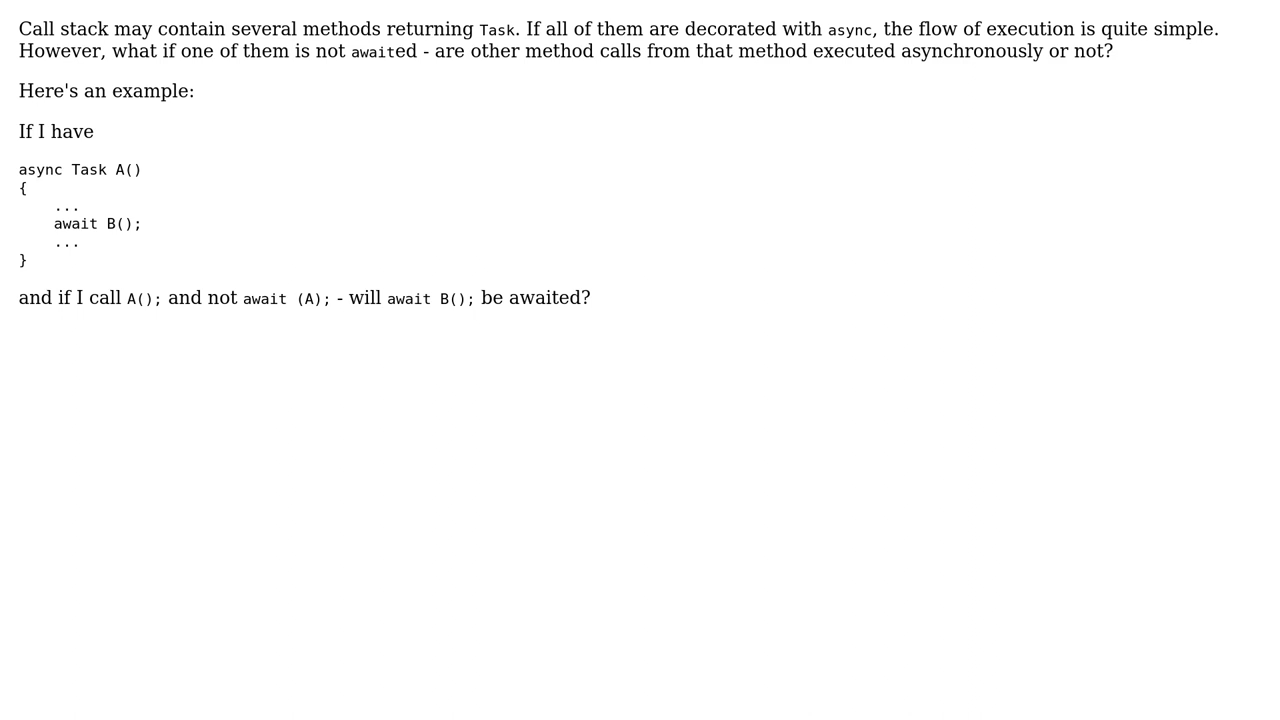 Call stack may contain several methods returning Task. If all of them are decorated with async, the flow of execution is quite simple.
However, what if one of them is not awaited - are other method calls from that method executed asynchronously or not?
Here's an example:
If I have
async Task A()
{
    ...
    await B();
    ...
}
and if I call A(); and not await (A); - will await B(); be awaited?